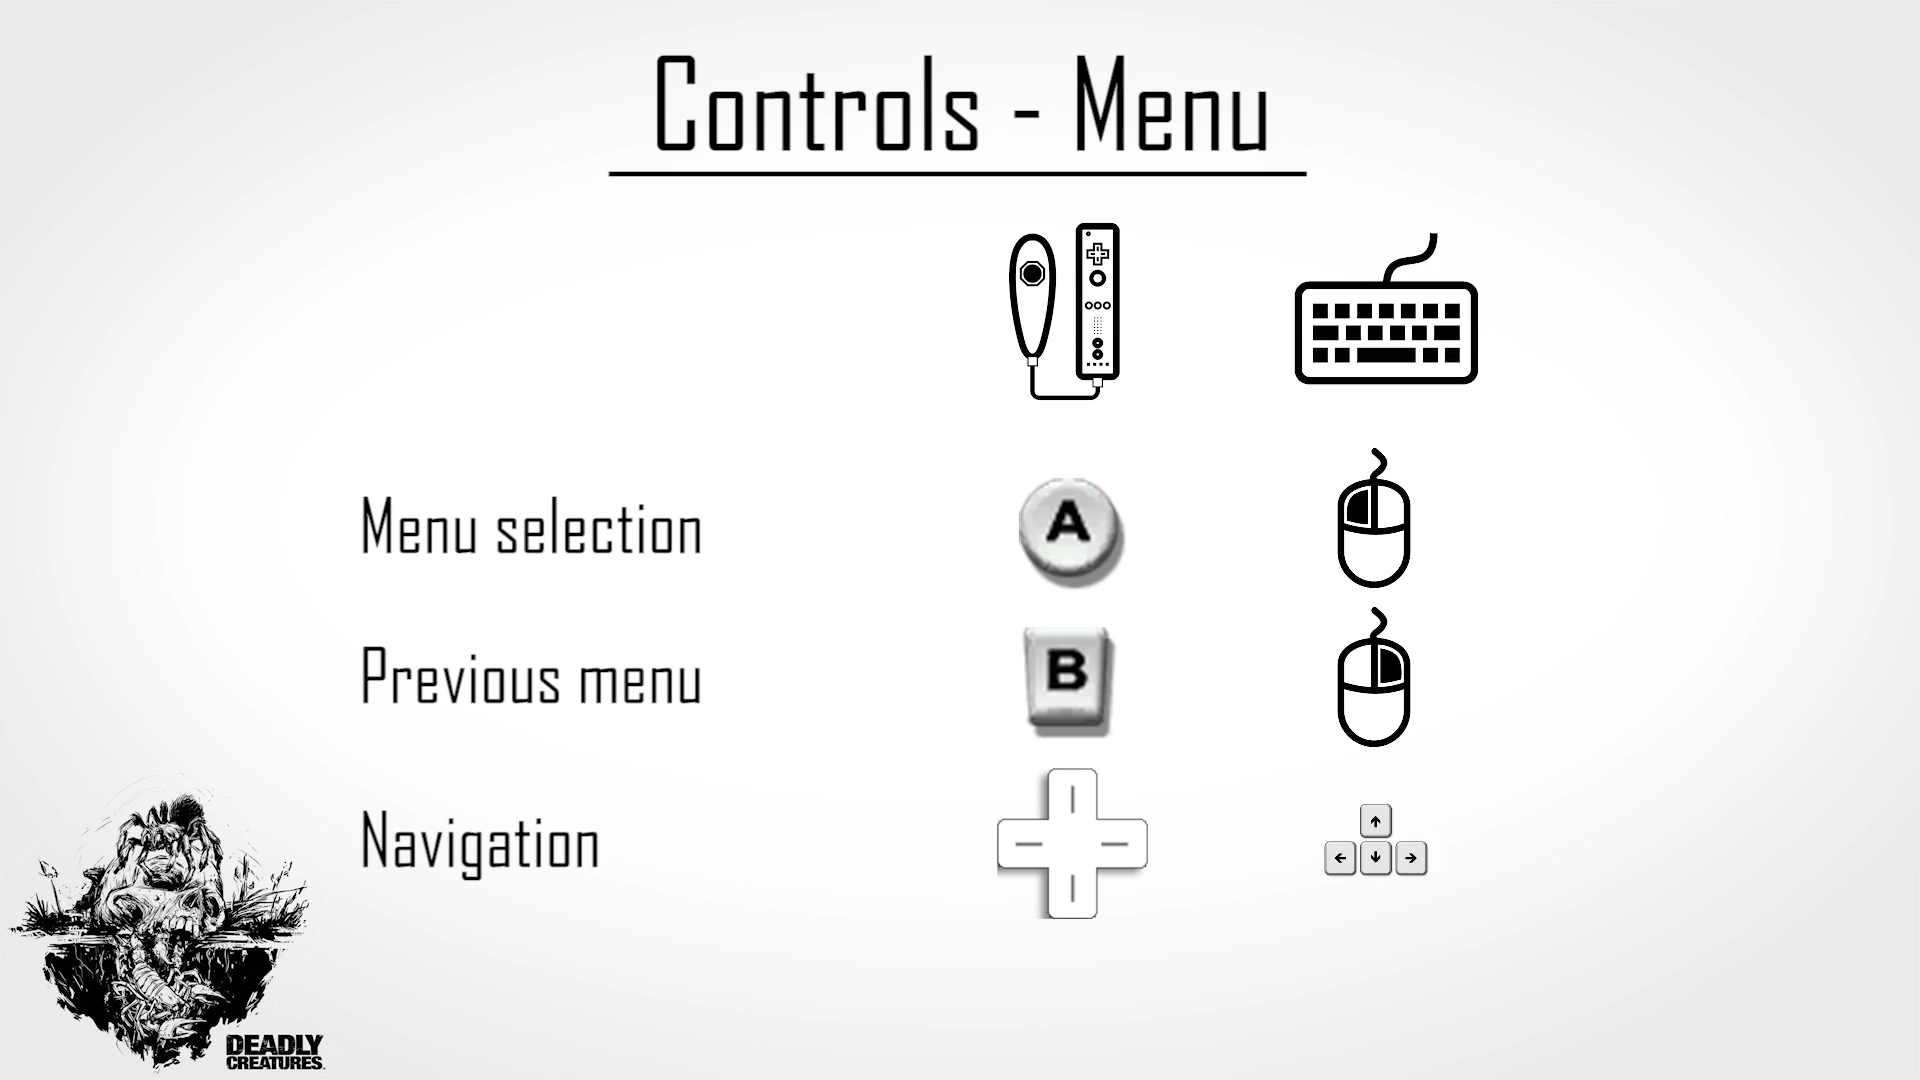 Controls - Menu
Menu selection
A
Previous menu
B
Navigation
DEADLY
CREATURES